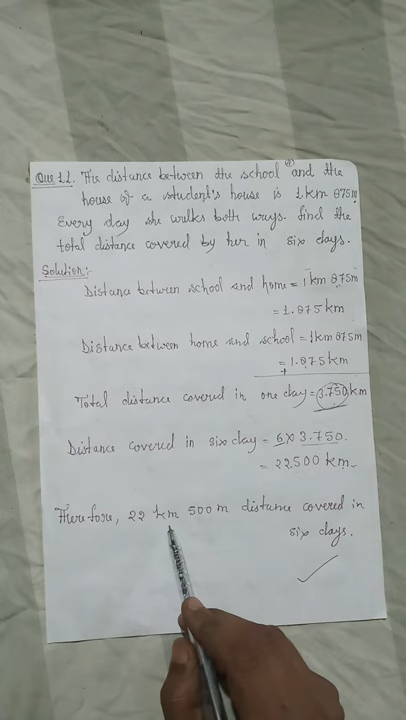 Que 11. The distance between the school and the
house of a student's house is 1 km 875m
Every day she walks both ways. find the
total distance covered by her in six days.
Solution:-
Distance between school and home = 1 km 875m
= 1.875 km
Distance between home and school = 1 km 875m
= 1.875 km
+
Total distance covered in one day = 3.750 km
Distance covered in six day = 6 x 3.750.
= 22.500 km.
Therefore, 22 km 500 m distance covered in
six days.